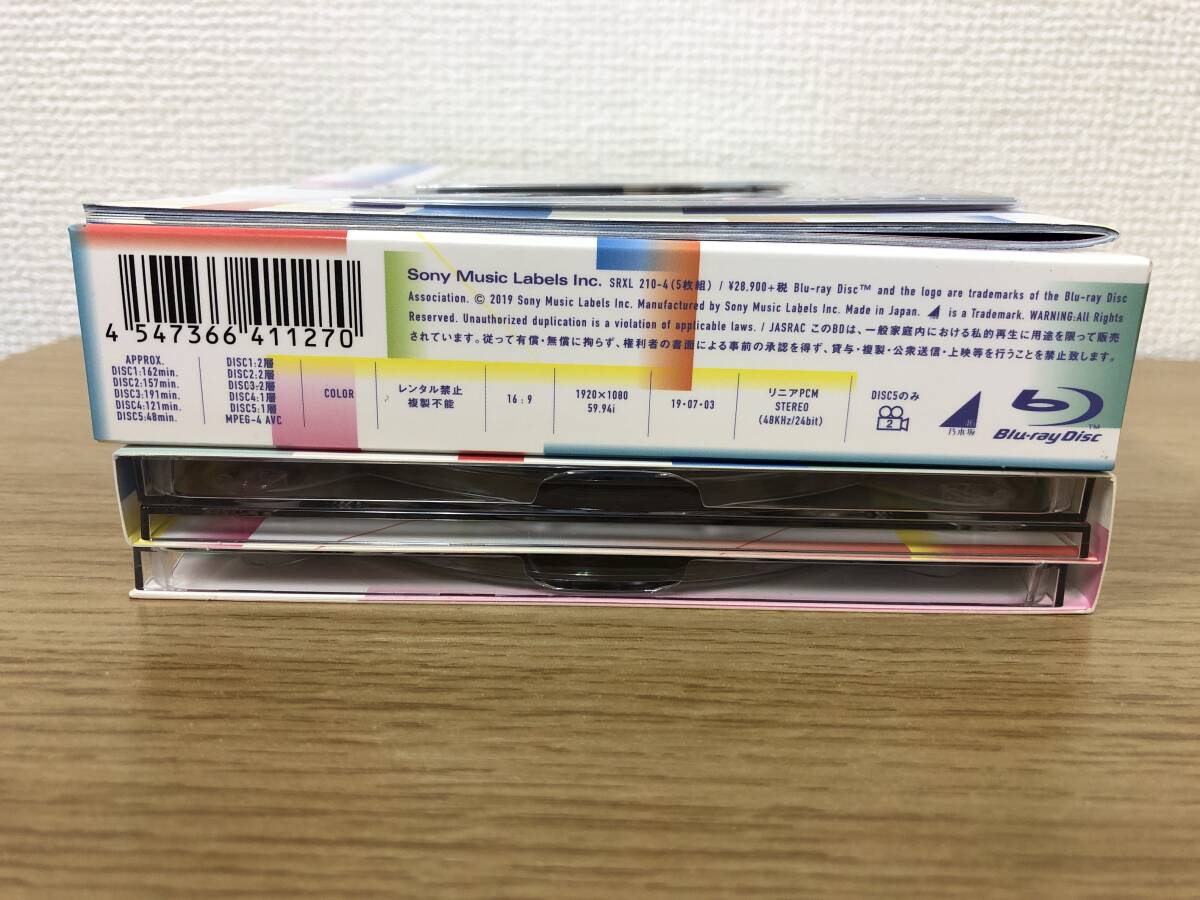 Sony Music Labels Inc. SRXL 210-4(5枚組) / ¥28,900+税 Blu-ray Disc™ and the logo are trademarks of the Blu-ray Disc
Association. © 2019 Sony Music Labels Inc. Manufactured by Sony Music Labels Inc. Made in Japan. is a Trademark. WARNING:All Rights
Reserved. Unauthorized duplication is a violation of applicable laws. / JASRAC このBDは、一般家庭内における私的再生に用途を限って販売
されています。従って有償・無償に拘らず、権利者の書面による事前の承認を得ず、貸与・複製・公衆送信・上映等を行うことを禁止致します。
4 547366 411270
APPROX.
DISC1:162min.
DISC2:157min.
DISC3:191min.
DISC4:121min.
DISC5:48min.
DISC1:2層
DISC2:2層
DISC3:2層
DISC4:1層
DISC5:1層
MPEG-4 AVC
COLOR
レンタル禁止
複製不能
16:9
1920×1080
59.94i
19・07・03
リニアPCM
STEREO
(48KHz/24bit)
DISC5のみ
2
乃木坂
Blu-ray Disc™